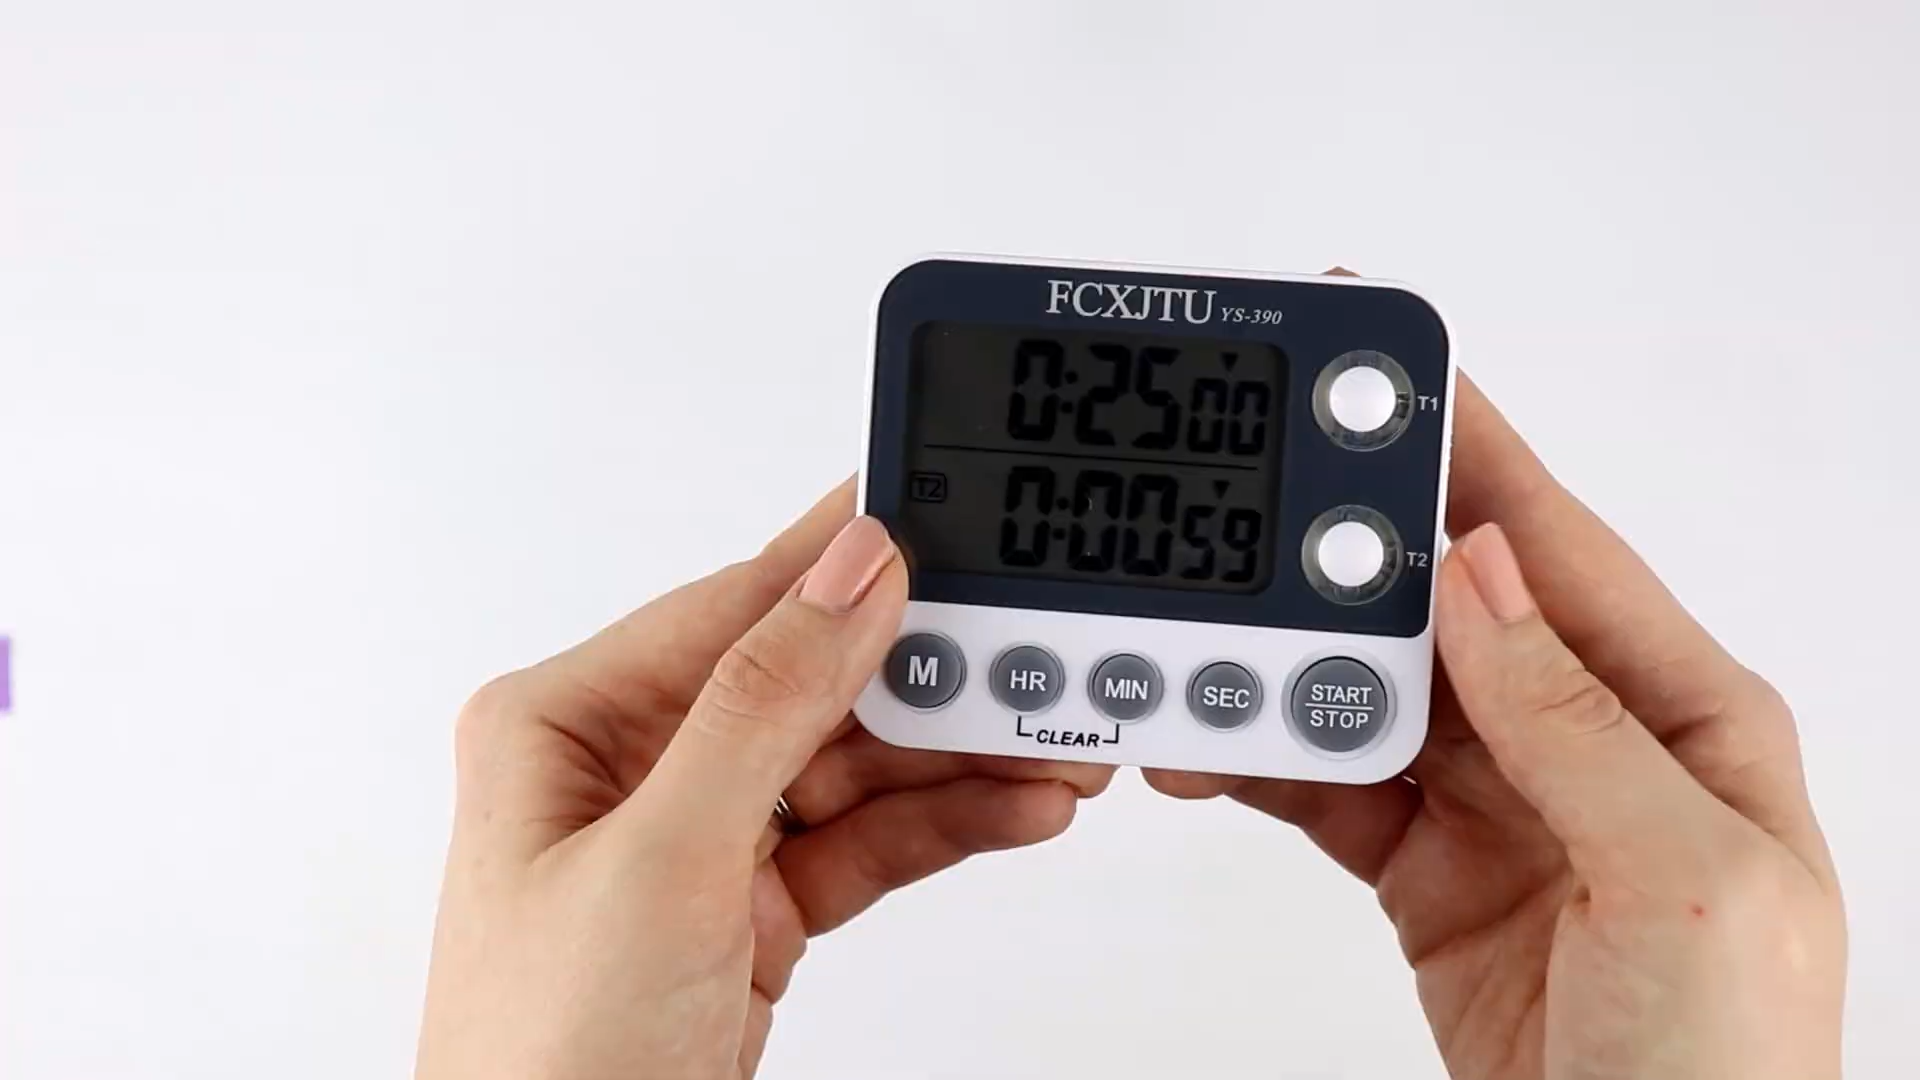 FCXJTU YS-390
0:25 00
T1
T2
0:00 59
T2
M
HR
MIN
SEC
START
STOP
CLEAR